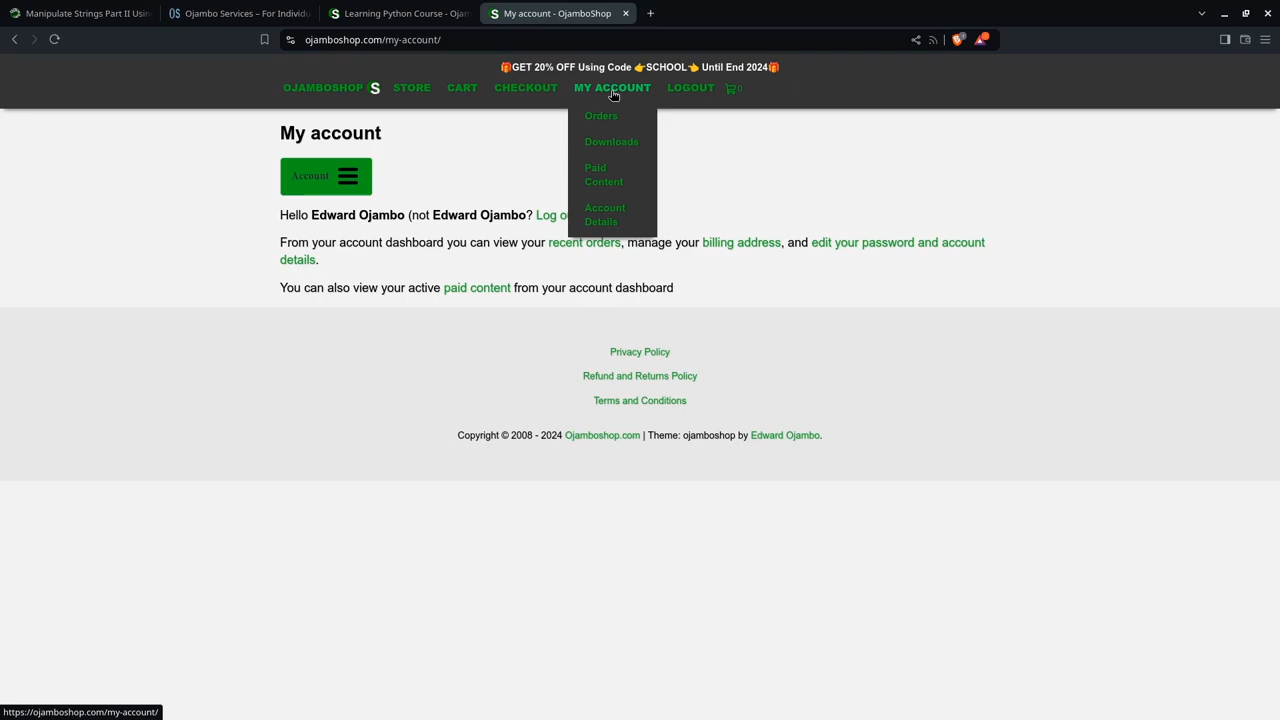 Manipulate Strings Part II Usin
Ojambo Services – For Individu
Learning Python Course - Ojam
My account - OjamboShop
ojamboshop.com/my-account/
🎁GET 20% OFF Using Code 👉SCHOOL👈 Until End 2024🎁
OJAMBOSHOP S STORE CART CHECKOUT MY ACCOUNT LOGOUT 0
Orders
Downloads
Paid
Content
Account
Details
My account
Account
Hello Edward Ojambo (not Edward Ojambo? Log ou
From your account dashboard you can view your recent orders, manage your billing address, and edit your password and account
details.
You can also view your active paid content from your account dashboard
Privacy Policy
Refund and Returns Policy
Terms and Conditions
Copyright © 2008 - 2024 Ojamboshop.com | Theme: ojamboshop by Edward Ojambo.
https://ojamboshop.com/my-account/